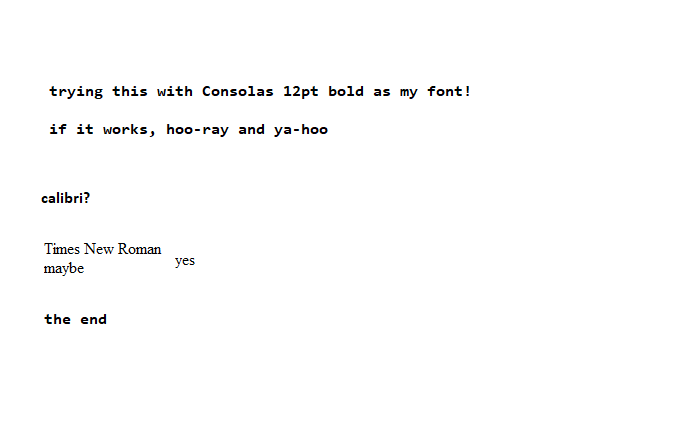 trying this with Consolas 12pt bold as my font!
if it works, hoo-ray and ya-hoo
calibri?
Times New Roman
maybe
yes
the end